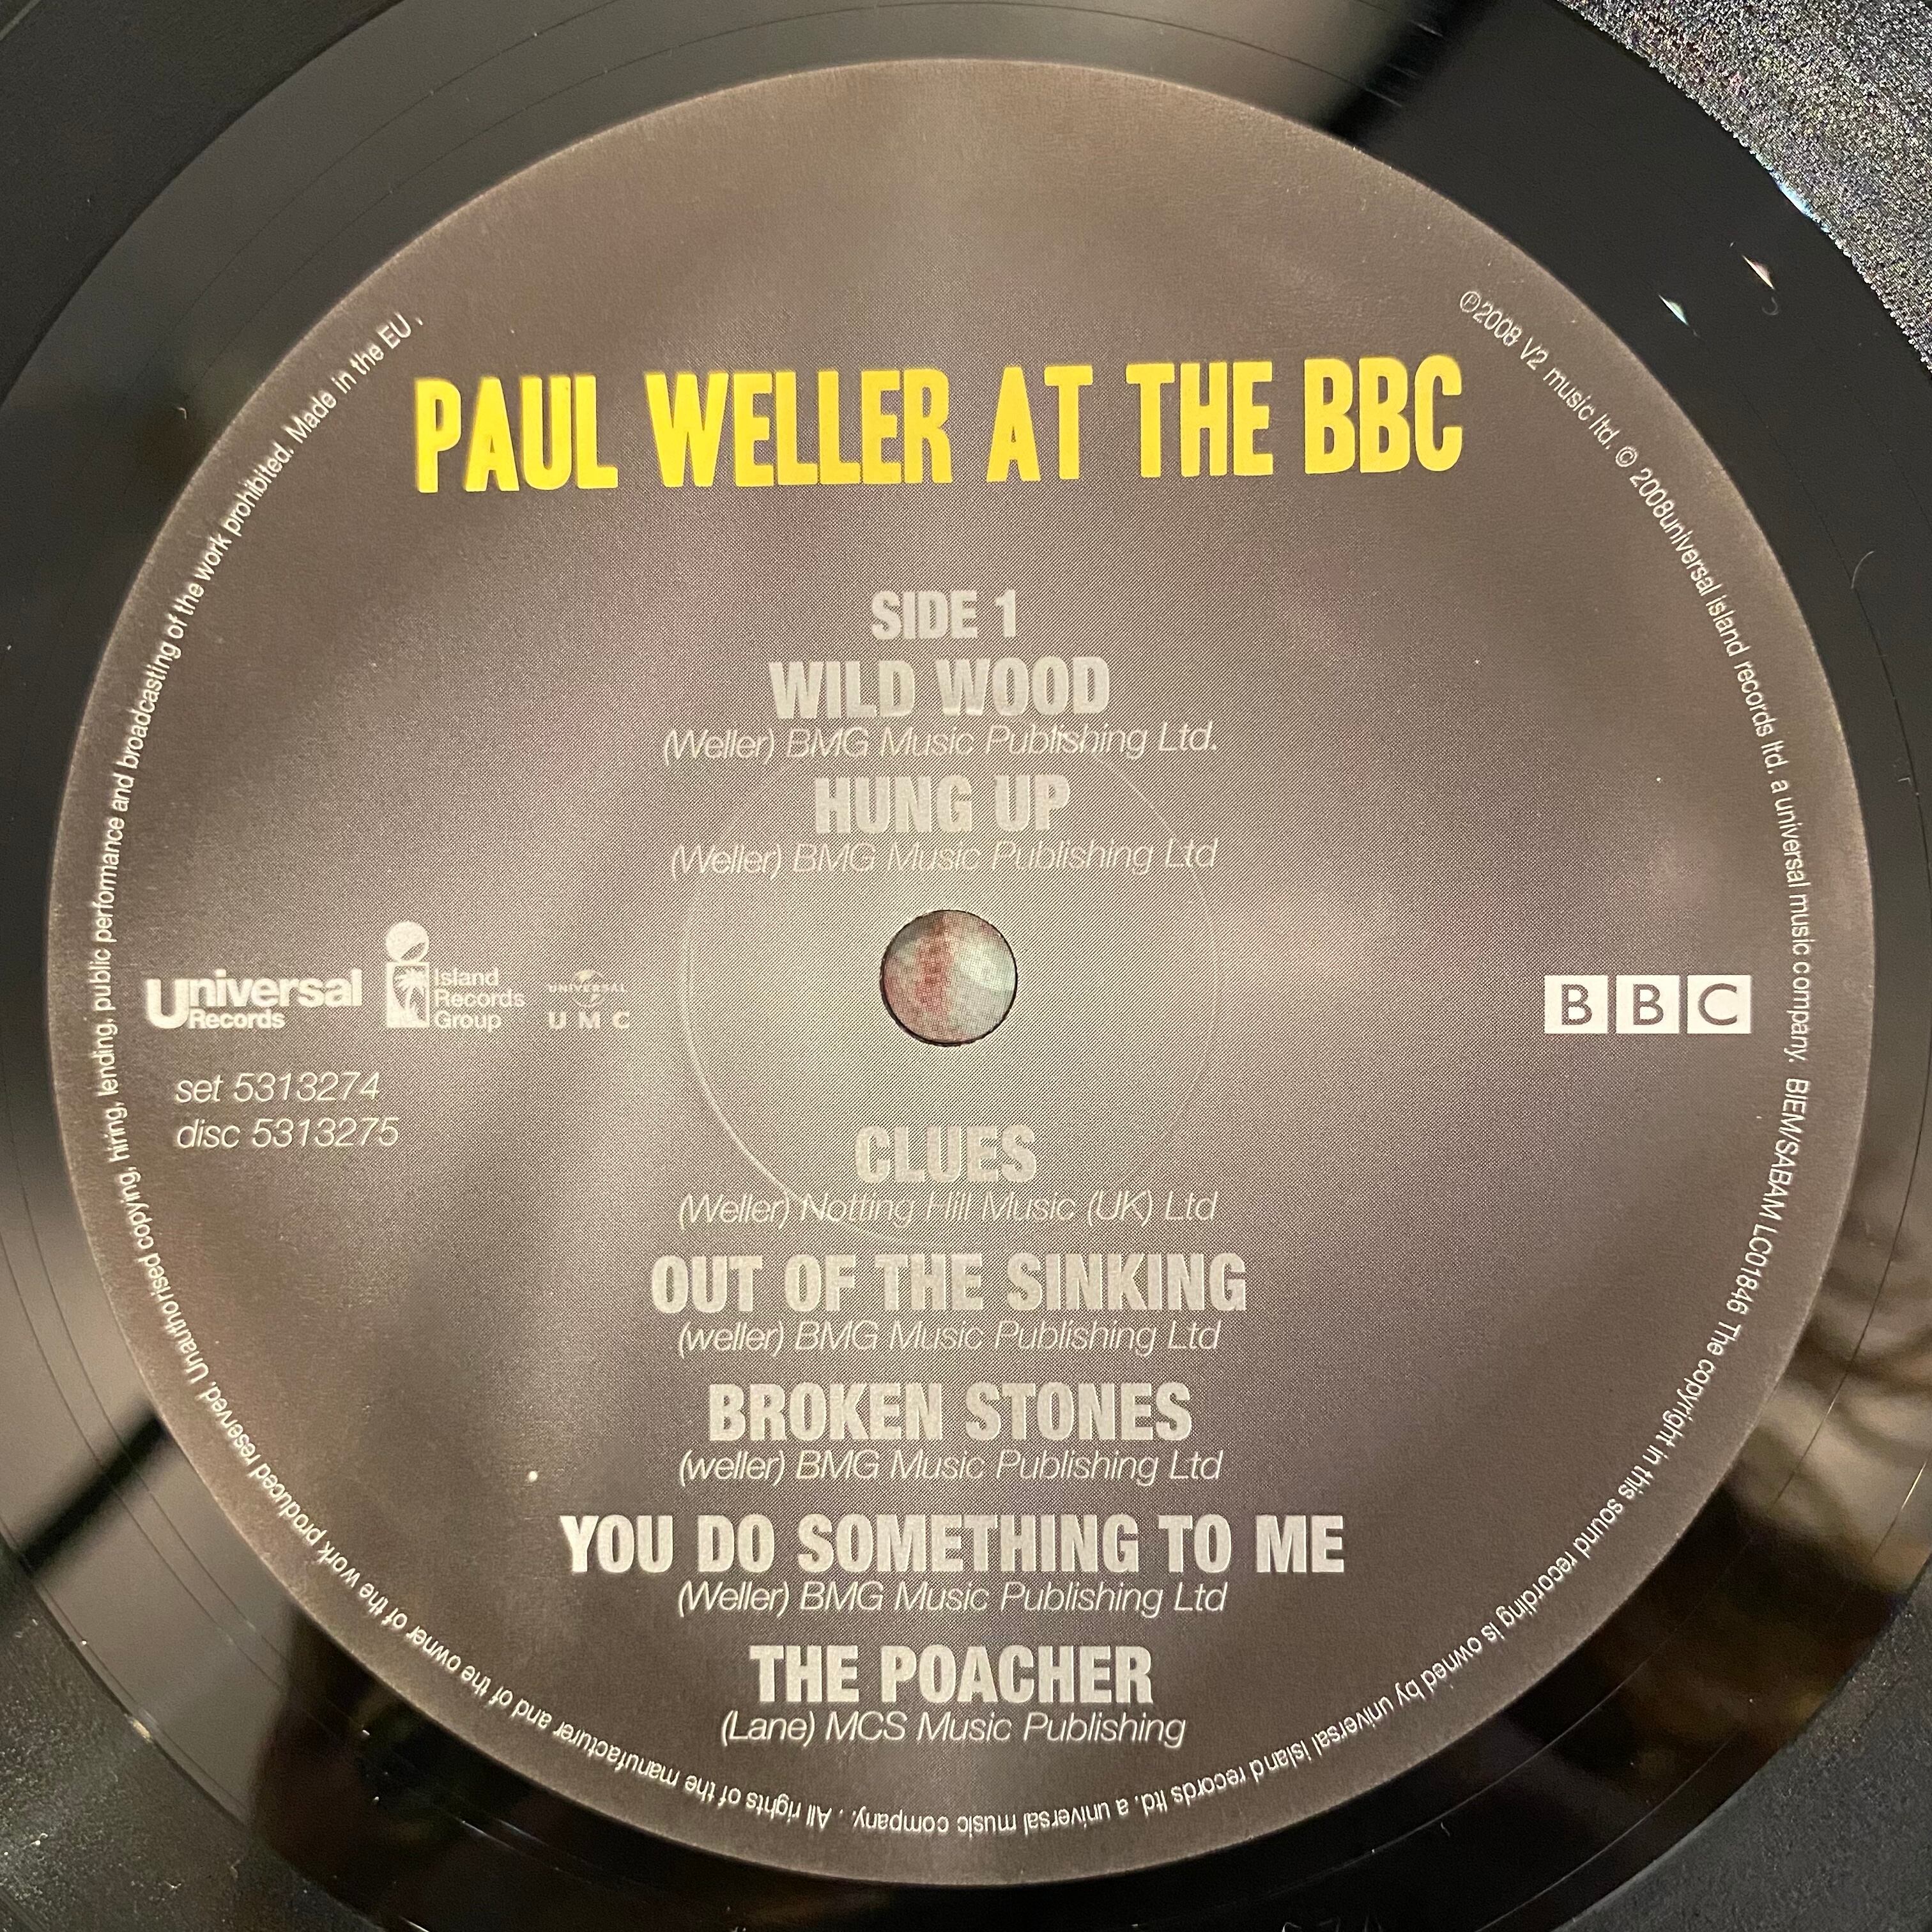 PAUL WELLER AT THE BBC
SIDE 1
WILD WOOD
(Weller) BMG Music Publishing Ltd.
HUNG UP
(Weller) BMG Music Publishing Ltd
Universal
Records
Island
Records
Group
UNIVERSAL
UMC
BBC
set 5313274
disc 5313275
CLUES
(Weller) Notting Hill Music (UK) Ltd
OUT OF THE SINKING
(weller) BMG Music Publishing Ltd
BROKEN STONES
(weller) BMG Music Publishing Ltd
YOU DO SOMETHING TO ME
(Weller) BMG Music Publishing Ltd
THE POACHER
(Lane) MCS Music Publishing
℗2008 V2 music ltd. © 2008universal island records ltd. a universal music company. BIEM/SABAM LC01846 The copyright in this sound recording is owned by universal island records ltd. a universal music company. . All rights of the manufacturer and of the owner of the work produced reserved. Unauthorised copying, hiring, lending, public performance and broadcasting of the work prohibited. Made in the EU .